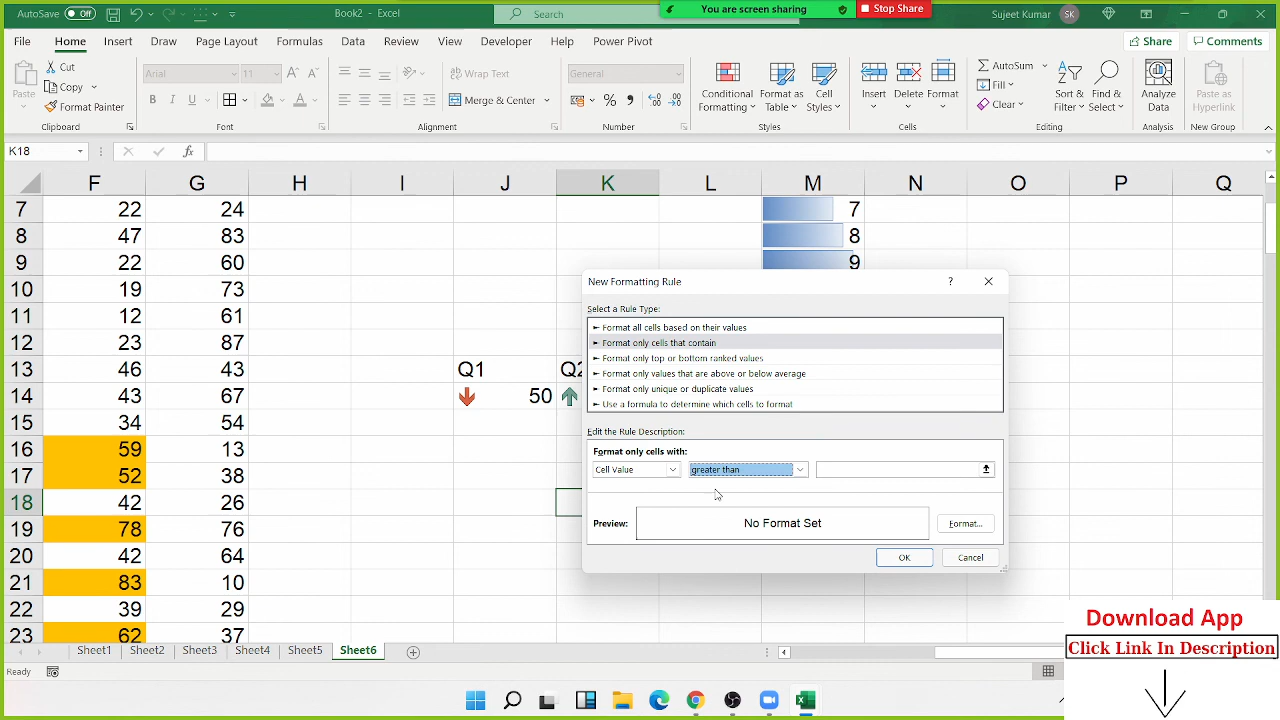 AutoSave Off Book2 - Excel Search You are screen sharing Stop Share Sujeet Kumar SK
File Home Insert Draw Page Layout Formulas Data Review View Developer Help Power Pivot Share Comments
Paste Cut Copy Format Painter Clipboard
Arial 11 B I U A Font
Wrap Text Merge & Center Alignment
General % , Number
Conditional Formatting Format as Table Cell Styles Styles
Insert Delete Format Cells
AutoSum Fill Clear Sort & Filter Find & Select Editing
Analyze Data Analysis
Paste as Hyperlink New Group
K18 fx
F G H I J K L M N O P Q
7 22 24 7
8 47 83 8
9 22 60 9
10 19 73
11 12 61
12 23 87
13 46 43 Q1
14 43 67 50
15 34 54
16 59 13
17 52 38
18 42 26
19 78 76
20 42 64
21 83 10
22 39 29
23 62 37
New Formatting Rule ?
Select a Rule Type:
► Format all cells based on their values
► Format only cells that contain
► Format only top or bottom ranked values
► Format only values that are above or below average
► Format only unique or duplicate values
► Use a formula to determine which cells to format
Edit the Rule Description:
Format only cells with:
Cell Value greater than
Preview: No Format Set Format...
OK Cancel
Sheet1 Sheet2 Sheet3 Sheet4 Sheet5 Sheet6
Ready
Download App
Click Link In Description